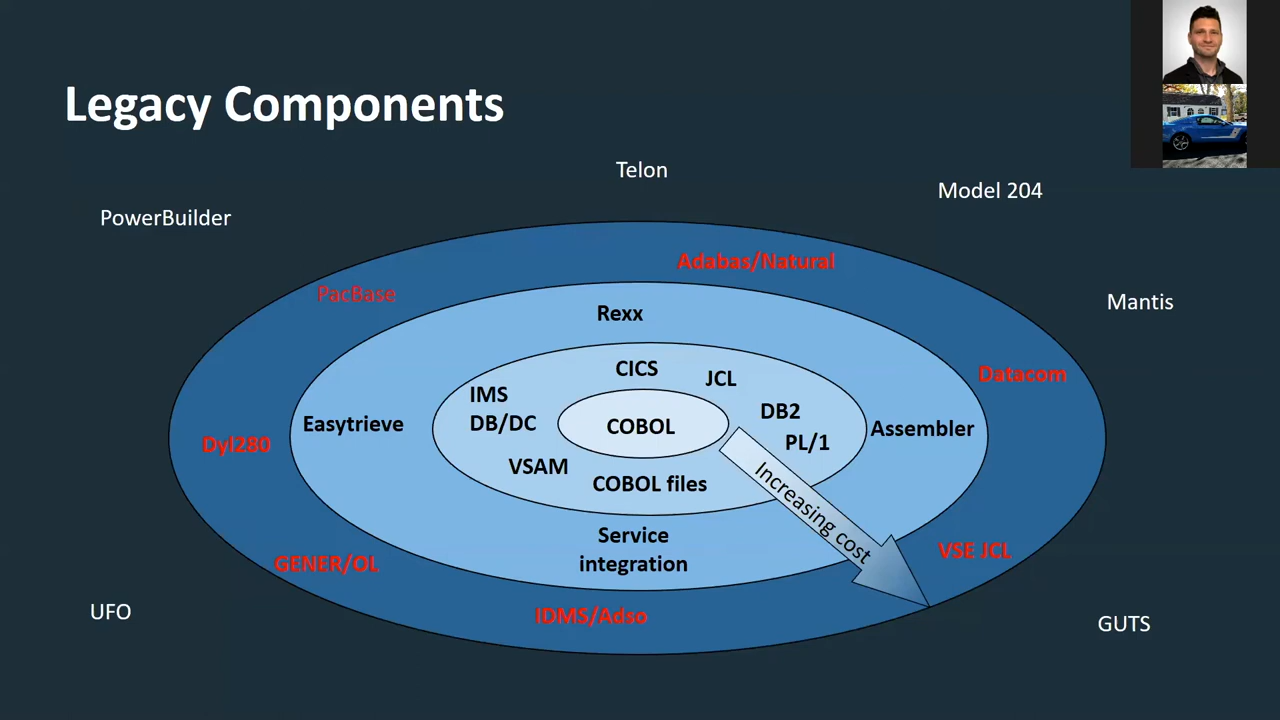 Legacy Components
Telon
Model 204
PowerBuilder
Adabas/Natural
PacBase
Mantis
Rexx
CICS
JCL
Datacom
IMS
DB/DC
DB2
Easytrieve
COBOL
Assembler
PL/1
Dyl280
VSAM
COBOL files
Increasing cost
Service
integration
VSE JCL
GENER/OL
IDMS/Adso
UFO
GUTS